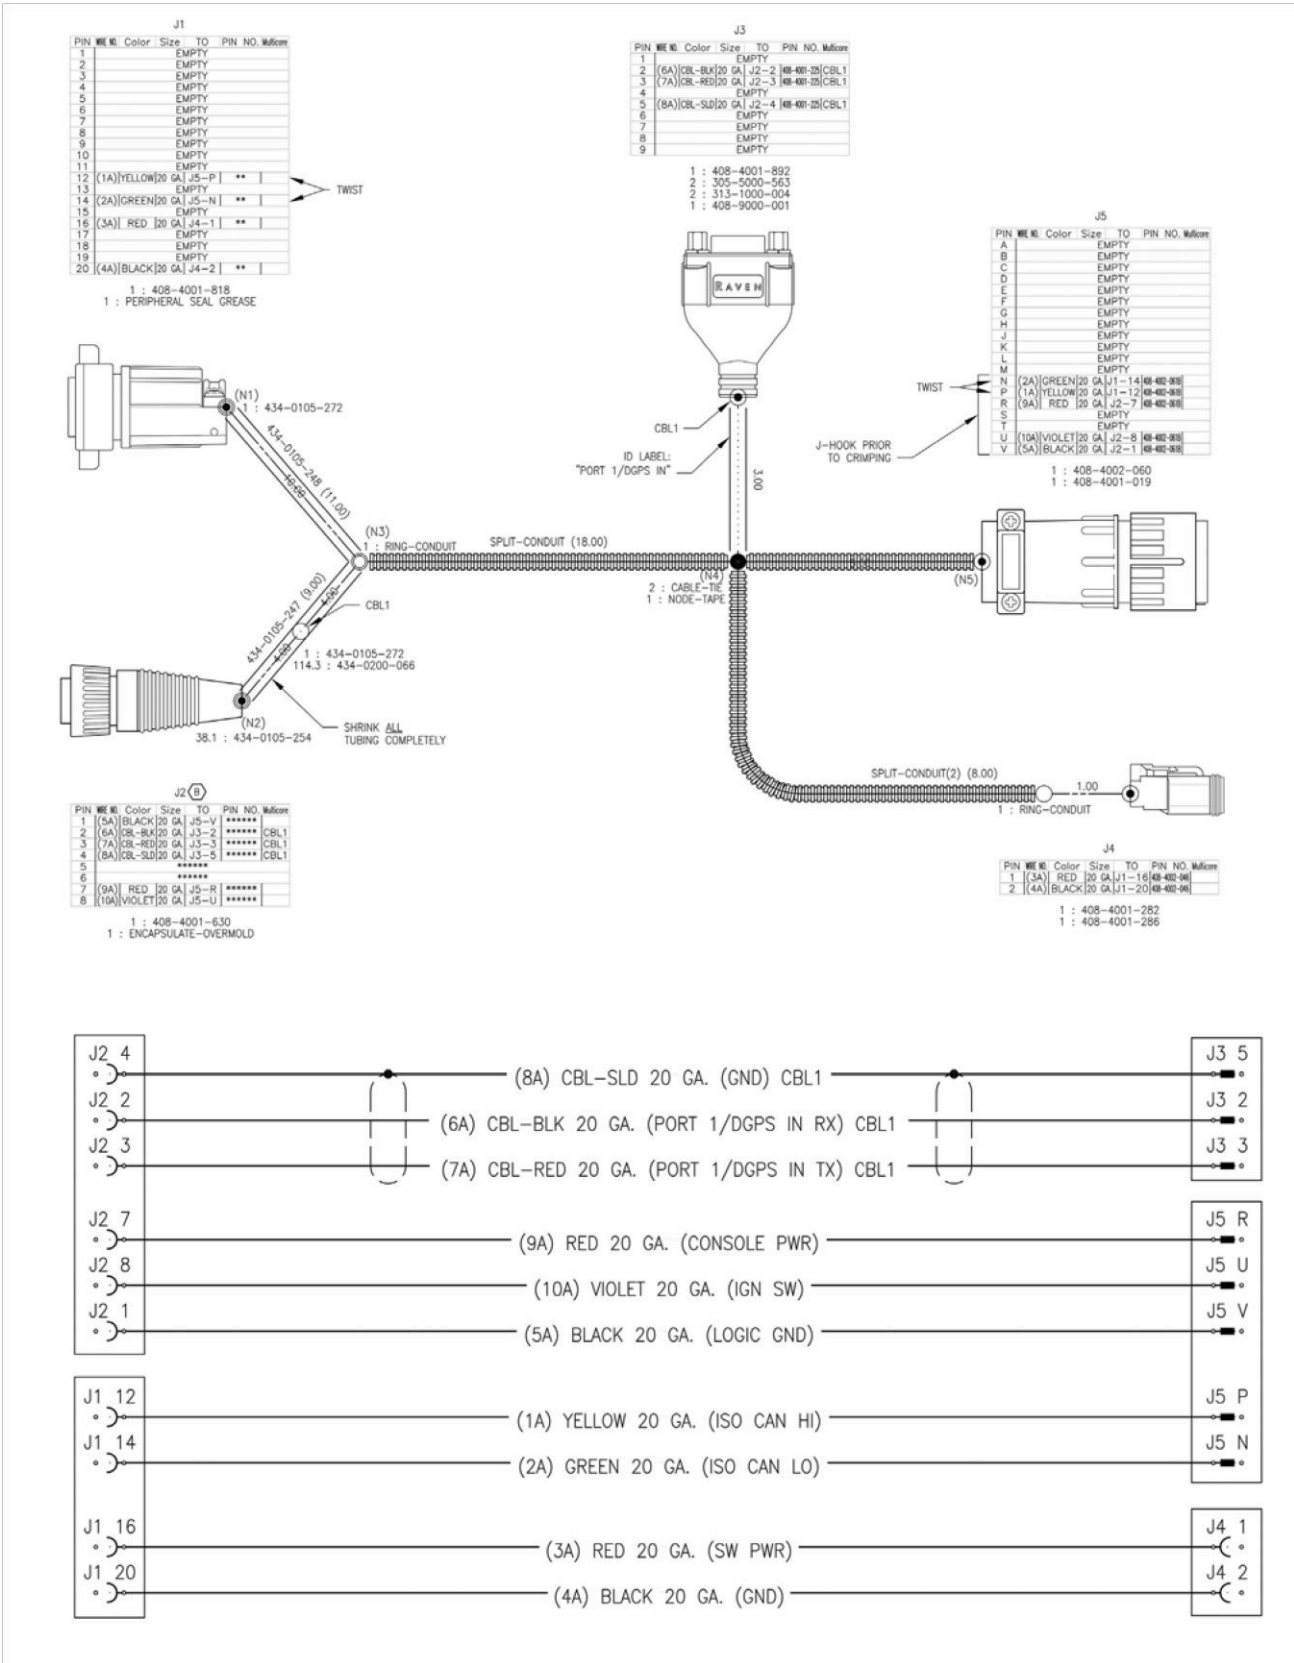 J1
PIN WIRE NO. Color Size TO PIN NO. Multicore
1 EMPTY
2 EMPTY
3 EMPTY
4 EMPTY
5 EMPTY
6 EMPTY
7 EMPTY
8 EMPTY
9 EMPTY
10 EMPTY
11 EMPTY
12 (1A) YELLOW 20 GA. J5-P **
13 EMPTY
14 (2A) GREEN 20 GA. J5-N **
15 EMPTY
16 (3A) RED 20 GA. J4-1 **
17 EMPTY
18 EMPTY
19 EMPTY
20 (4A) BLACK 20 GA. J4-2 **
1 : 408-4001-818
1 : PERIPHERAL SEAL GREASE
TWIST
J3
PIN WIRE NO. Color Size TO PIN NO. Multicore
1 EMPTY
2 (6A) CBL-BLK 20 GA. J2-2 408-4001-225 CBL1
3 (7A) CBL-RED 20 GA. J2-3 408-4001-225 CBL1
4 EMPTY
5 (8A) CBL-SLD 20 GA. J2-4 408-4001-225 CBL1
6 EMPTY
7 EMPTY
8 EMPTY
9 EMPTY
1 : 408-4001-892
2 : 305-5000-563
2 : 313-1000-004
1 : 408-9000-001
J5
PIN WIRE NO. Color Size TO PIN NO. Multicore
A EMPTY
B EMPTY
C EMPTY
D EMPTY
E EMPTY
F EMPTY
G EMPTY
H EMPTY
J EMPTY
K EMPTY
L EMPTY
M EMPTY
N (2A) GREEN 20 GA. J1-14
P (1A) YELLOW 20 GA. J1-12
R (9A) RED 20 GA. J2-7
S EMPTY
T EMPTY
U (10A) VIOLET 20 GA. J2-8
V (5A) BLACK 20 GA. J2-1
1 : 408-4002-060
1 : 408-4001-019
TWIST
J-HOOK PRIOR
TO CRIMPING
RAVEN
CBL1
ID LABEL:
"PORT 1/DGPS IN"
3.00
(N1)
1 : 434-0105-272
434-0105-248 (11.00)
10.00
(N3)
1 : RING-CONDUIT
SPLIT-CONDUIT (18.00)
(N4)
2 : CABLE-TIE
1 : NODE-TAPE
(N5)
434-0105-247 (9.00)
4.00
CBL1
4.00
1 : 434-0105-272
114.3 : 434-0200-066
(N2)
38.1 : 434-0105-254
SHRINK ALL
TUBING COMPLETELY
SPLIT-CONDUIT(2) (8.00)
1.00
1 : RING-CONDUIT
J2 B
PIN WIRE NO. Color Size TO PIN NO. Multicore
1 (5A) BLACK 20 GA. J5-V ******
2 (6A) CBL-BLK 20 GA. J3-2 ****** CBL1
3 (7A) CBL-RED 20 GA. J3-3 ****** CBL1
4 (8A) CBL-SLD 20 GA. J3-5 ****** CBL1
5 ******
6 ******
7 (9A) RED 20 GA. J5-R ******
8 (10A) VIOLET 20 GA. J5-U ******
1 : 408-4001-630
1 : ENCAPSULATE-OVERMOLD
J4
PIN WIRE NO. Color Size TO PIN NO. Multicore
1 (3A) RED 20 GA. J1-16
2 (4A) BLACK 20 GA. J1-20
1 : 408-4001-282
1 : 408-4001-286
J2 4 (8A) CBL-SLD 20 GA. (GND) CBL1 J3 5
J2 2 (6A) CBL-BLK 20 GA. (PORT 1/DGPS IN RX) CBL1 J3 2
J2 3 (7A) CBL-RED 20 GA. (PORT 1/DGPS IN TX) CBL1 J3 3
J2 7 (9A) RED 20 GA. (CONSOLE PWR) J5 R
J2 8 (10A) VIOLET 20 GA. (IGN SW) J5 U
J2 1 (5A) BLACK 20 GA. (LOGIC GND) J5 V
J1 12 (1A) YELLOW 20 GA. (ISO CAN HI) J5 P
J1 14 (2A) GREEN 20 GA. (ISO CAN LO) J5 N
J1 16 (3A) RED 20 GA. (SW PWR) J4 1
J1 20 (4A) BLACK 20 GA. (GND) J4 2